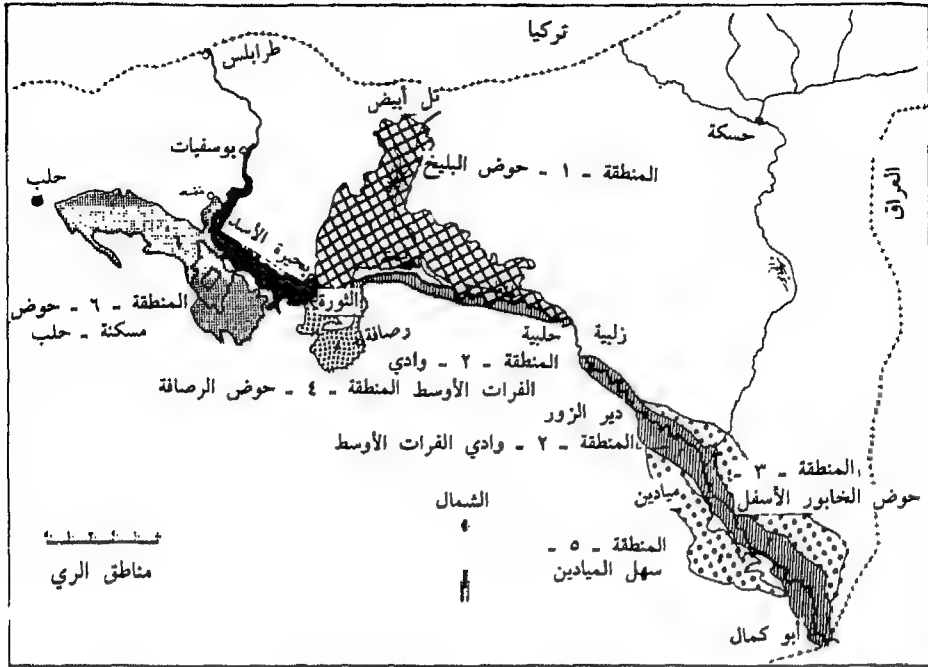 تركيا
طرابلس
تل أبيض
حسكة
بوسفيات
المنطقة - ١ - حوض البليخ
العراق
حلب
بحيرة الأسد
المنطقة - ٦ - حوض
مسكنة - حلب
الثورة
رصافة
حلبية
زلبية
المنطقة - ٢ - وادي
الفرات الأوسط
المنطقة - ٤ - حوض الرصافة
دير الزور
المنطقة - ٢ - وادي الفرات الأوسط
المنطقة - ٣ -
حوض الخابور الأسفل
ميادين
الشمال
المنطقة - ٥ -
سهل الميادين
مناطق الري
بو كمال